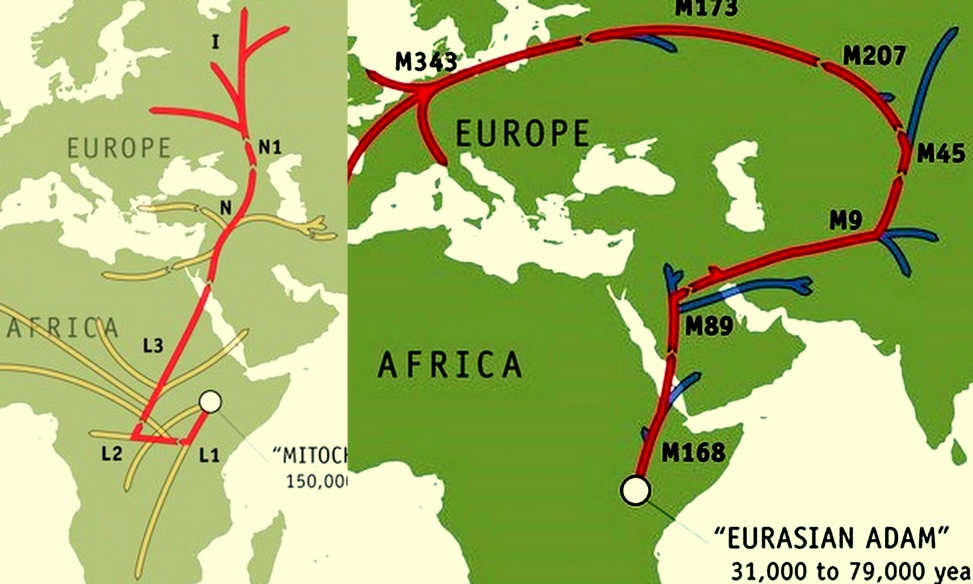 I
EUROPE
N1
N
AFRICA
L3
L2
L1
"MITOCH
150,000
M173
M343
M207
EUROPE
M45
M9
M89
AFRICA
M168
"EURASIAN ADAM"
31,000 to 79,000 yea